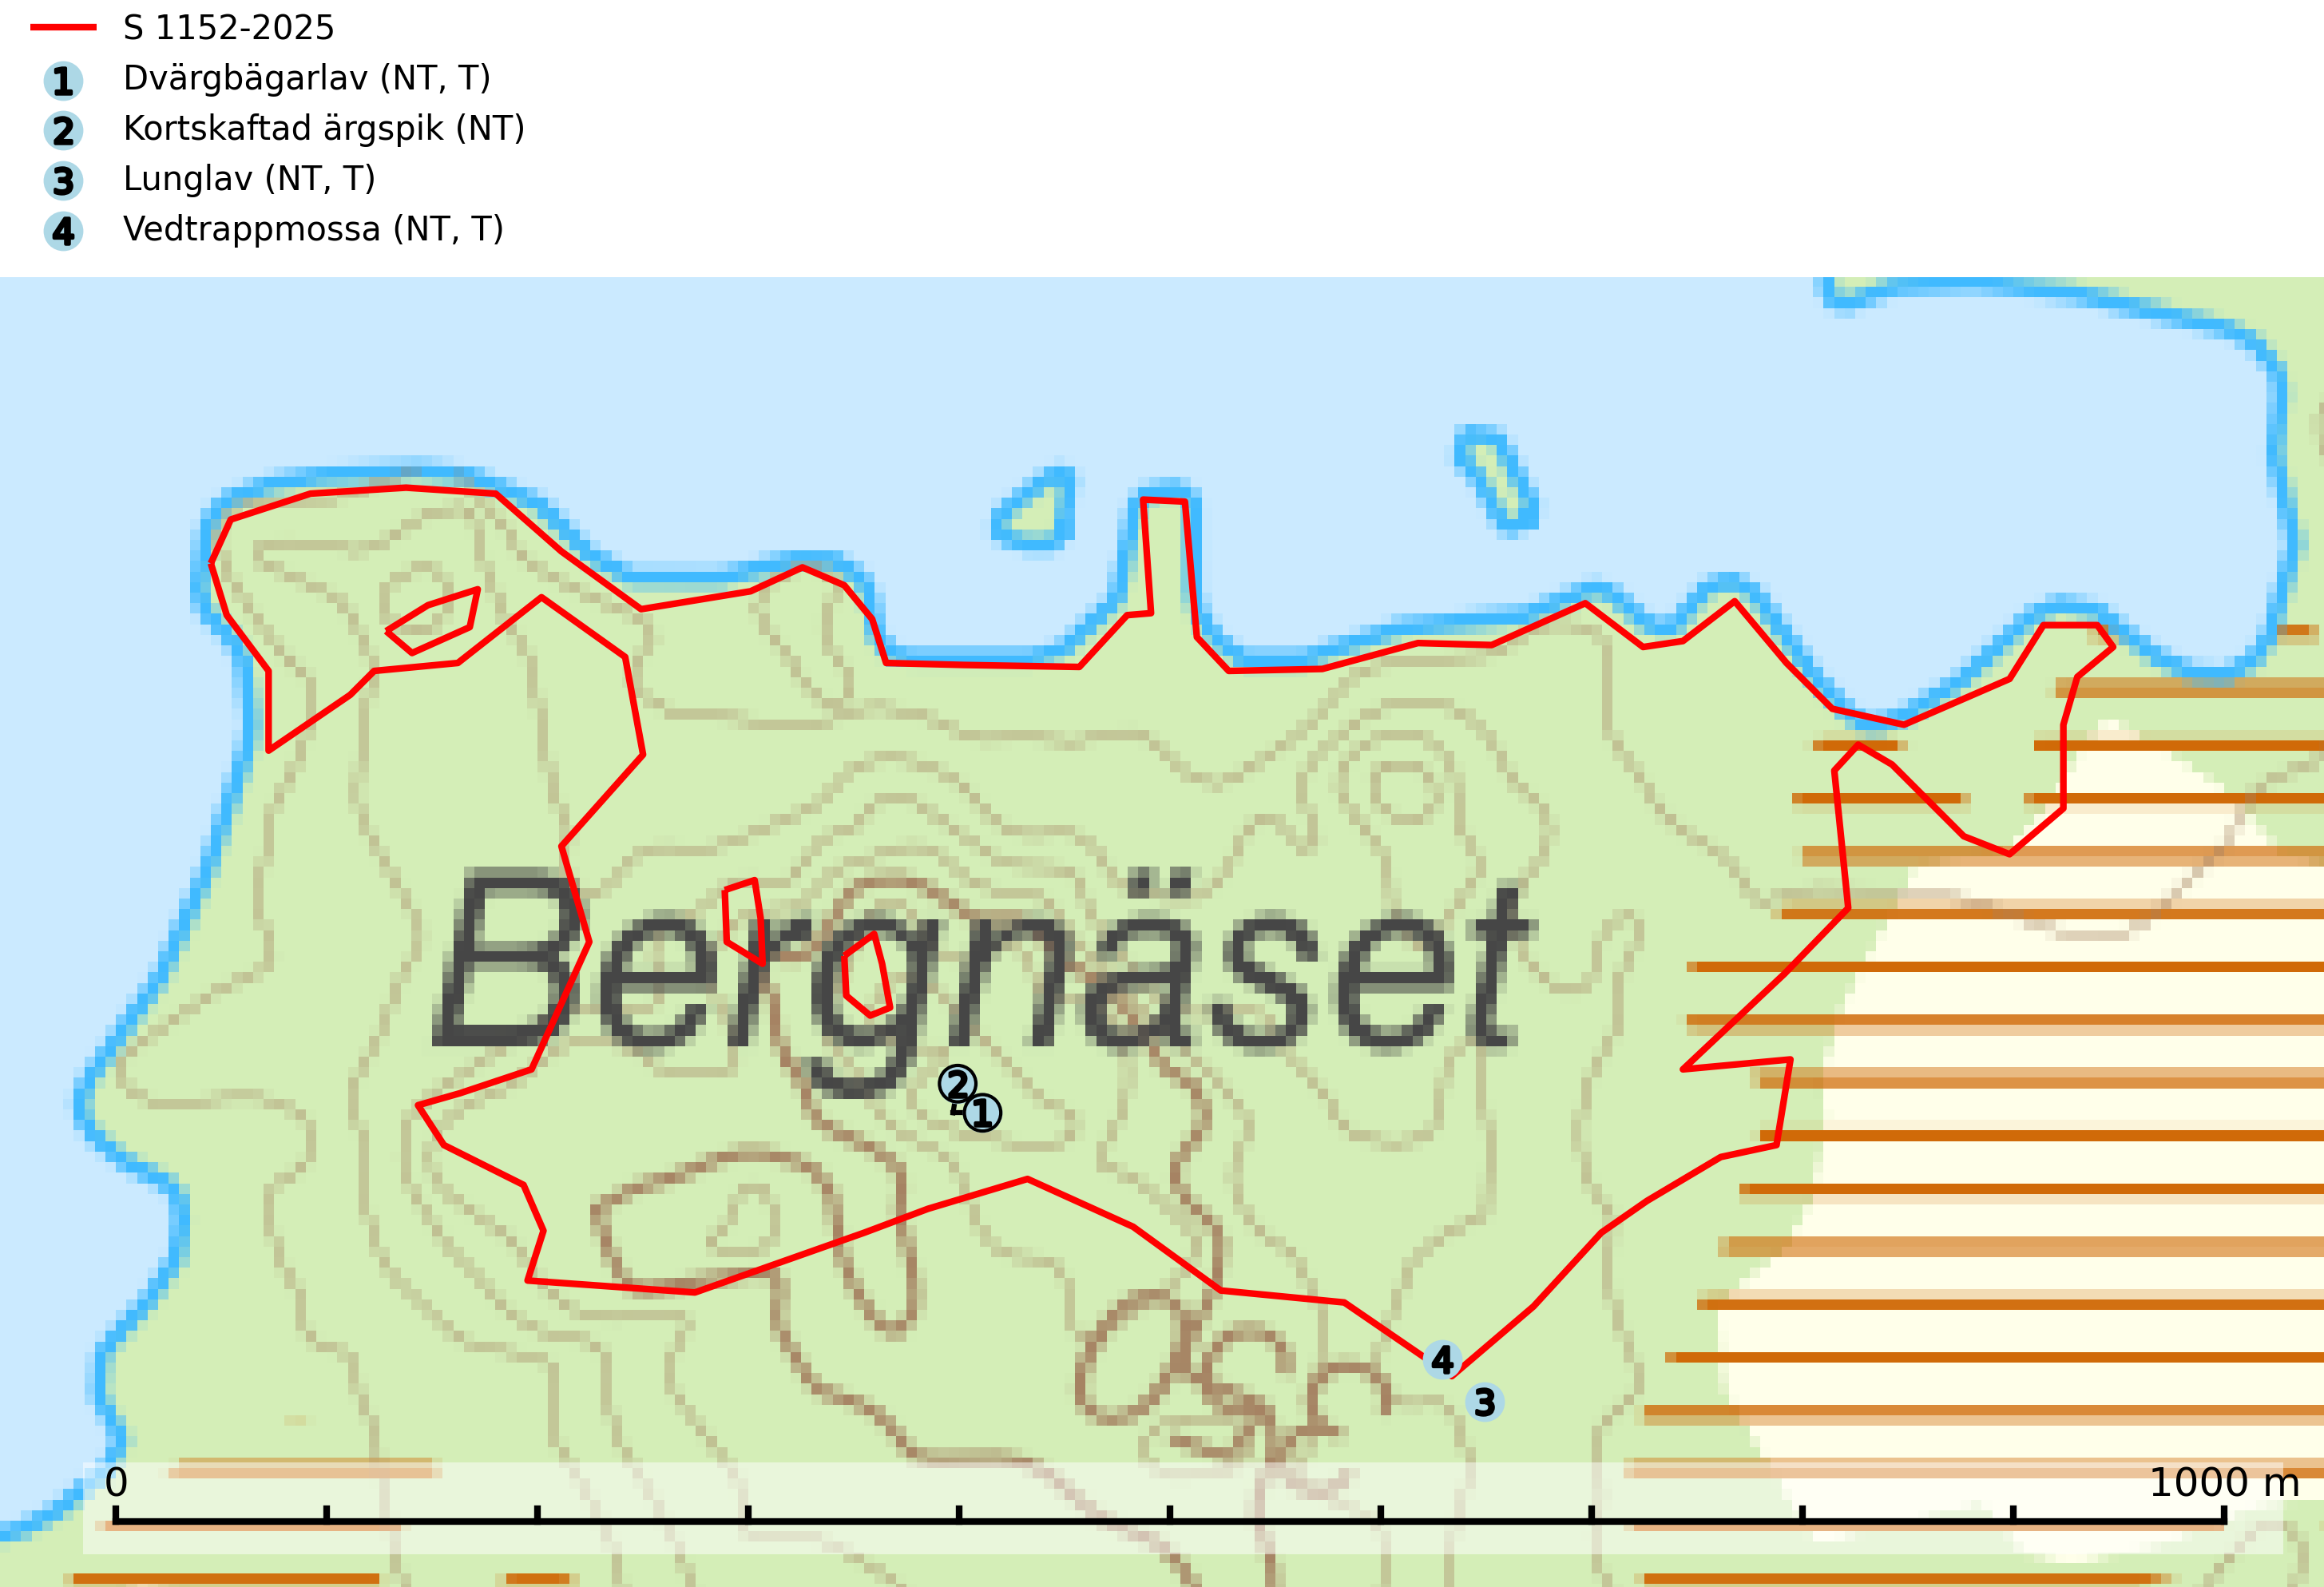 S 1152-2025
1 Dvärgbägarlav (NT, T)
2 Kortskaftad ärgspik (NT)
3 Lunglav (NT, T)
4 Vedtrappmossa (NT, T)
Bergnäset
2
1
4
3
0 1000 m